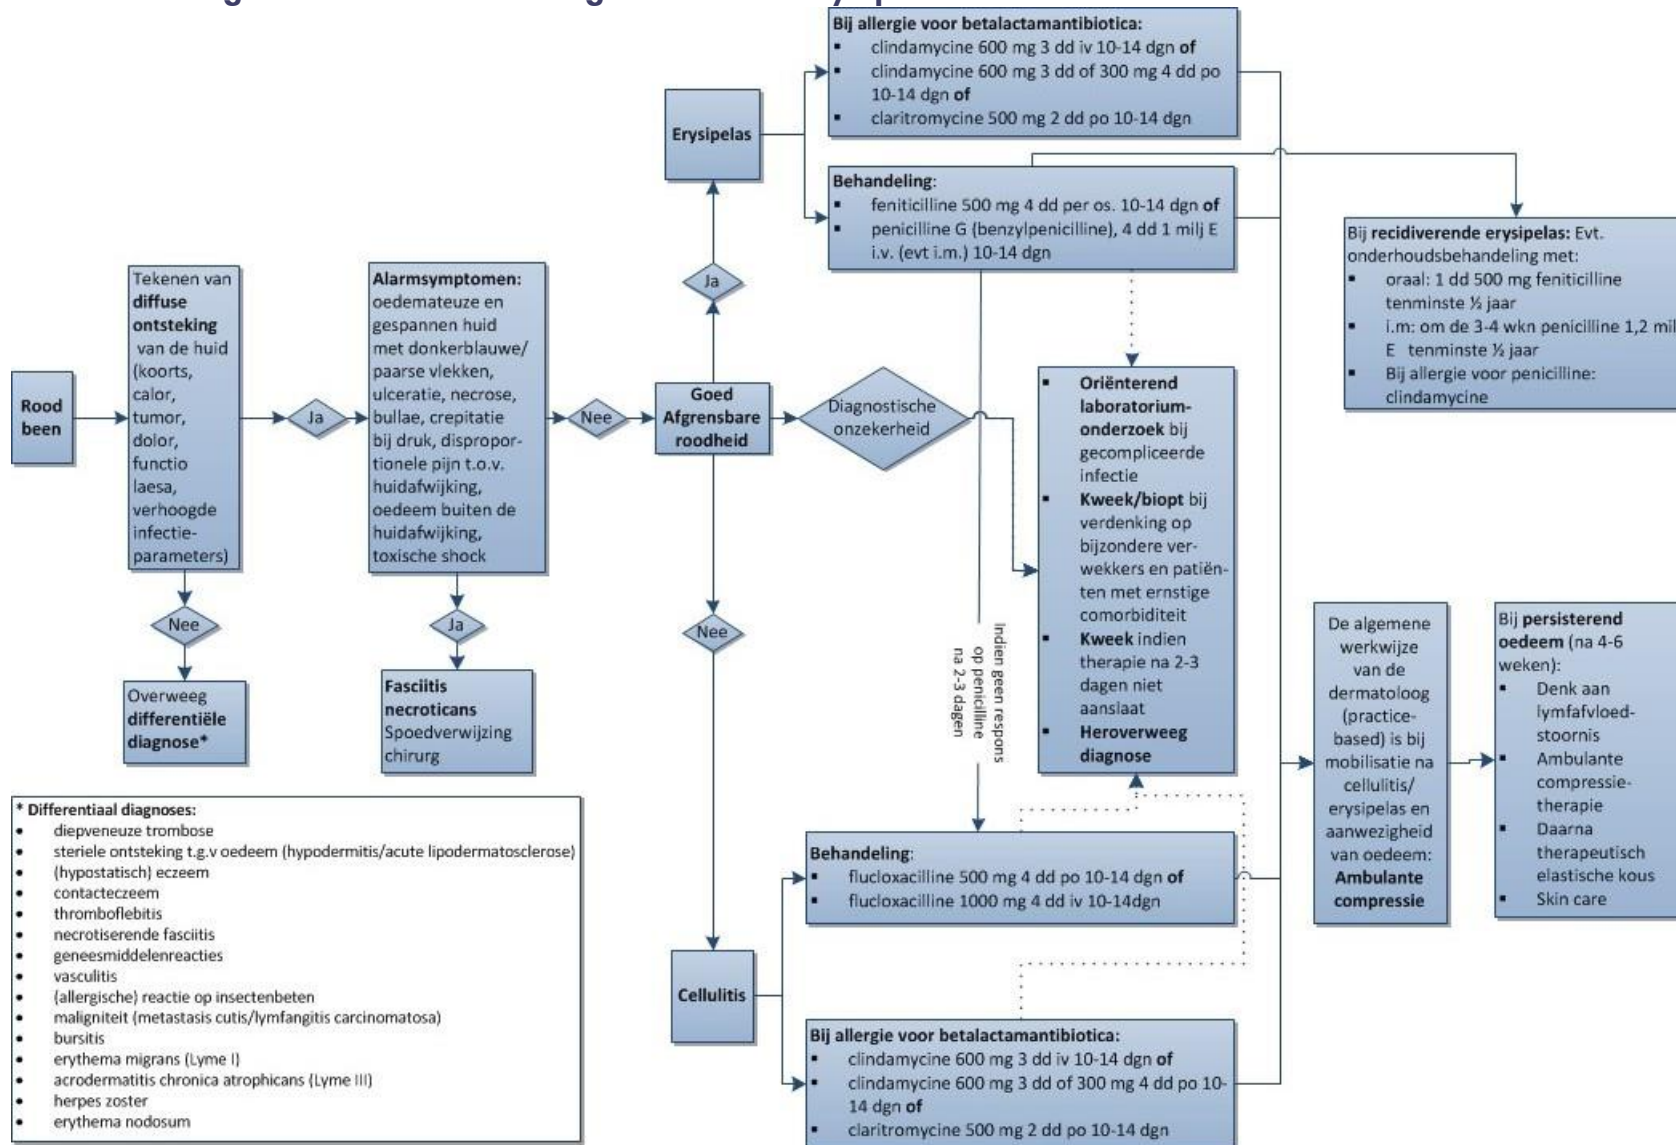 Bij allergie voor betalactamantibiotica:
▪ clindamycine 600 mg 3 dd iv 10-14 dgn of
▪ clindamycine 600 mg 3 dd of 300 mg 4 dd po
10-14 dgn of
▪ claritromycine 500 mg 2 dd po 10-14 dgn
Erysipelas
Behandeling:
▪ feniticilline 500 mg 4 dd per os. 10-14 dgn of
▪ penicilline G (benzylpenicilline), 4 dd 1 milj E
i.v. (evt i.m.) 10-14 dgn
Bij recidiverende erysipelas: Evt.
onderhoudsbehandeling met:
▪ oraal: 1 dd 500 mg feniticilline
tenminste ½ jaar
▪ i.m: om de 3-4 wkn penicilline 1,2 mil
E tenminste ½ jaar
▪ Bij allergie voor penicilline:
clindamycine
Ja
Rood
been
Tekenen van
diffuse
ontsteking
van de huid
(koorts,
calor,
tumor,
dolor,
functio
laesa,
verhoogde
infectie-
parameters)
Ja
Alarmsymptomen:
oedemateuze en
gespannen huid
met donkerblauwe/
paarse vlekken,
ulceratie, necrose,
bullae, crepitatie
bij druk, dispropor-
tionele pijn t.o.v.
huidafwijking,
oedeem buiten de
huidafwijking,
toxische shock
Nee
Goed
Afgrensbare
roodheid
Diagnostische
onzekerheid
▪ Oriënterend
laboratorium-
onderzoek bij
gecompliceerde
infectie
▪ Kweek/biopt bij
verdenking op
bijzondere ver-
wekkers en patiën-
ten met ernstige
comorbiditeit
▪ Kweek indien
therapie na 2-3
dagen niet
aanslaat
▪ Heroverweeg
diagnose
Nee
Ja
Nee
Indien geen respons
op penicilline
na 2-3 dagen
Overweeg
differentiële
diagnose*
Fasciitis
necroticans
Spoedverwijzing
chirurg
De algemene
werkwijze
van de
dermatoloog
(practice-
based) is bij
mobilisatie na
cellulitis/
erysipelas en
aanwezigheid
van oedeem:
Ambulante
compressie
Bij persisterend
oedeem (na 4-6
weken):
▪ Denk aan
lymfafvloed-
stoornis
▪ Ambulante
compressie-
therapie
▪ Daarna
therapeutisch
elastische kous
▪ Skin care
* Differentiaal diagnoses:
• diepveneuze trombose
• steriele ontsteking t.g.v oedeem (hypodermitis/acute lipodermatosclerose)
• (hypostatisch) eczeem
• contacteczeem
• thromboflebitis
• necrotiserende fasciitis
• geneesmiddelenreacties
• vasculitis
• (allergische) reactie op insectenbeten
• maligniteit (metastasis cutis/lymfangitis carcinomatosa)
• bursitis
• erythema migrans (Lyme I)
• acrodermatitis chronica atrophicans (Lyme III)
• herpes zoster
• erythema nodosum
Behandeling:
▪ flucloxacilline 500 mg 4 dd po 10-14 dgn of
▪ flucloxacilline 1000 mg 4 dd iv 10-14dgn
Cellulitis
Bij allergie voor betalactamantibiotica:
▪ clindamycine 600 mg 3 dd iv 10-14 dgn of
▪ clindamycine 600 mg 3 dd of 300 mg 4 dd po 10-
14 dgn of
▪ claritromycine 500 mg 2 dd po 10-14 dgn